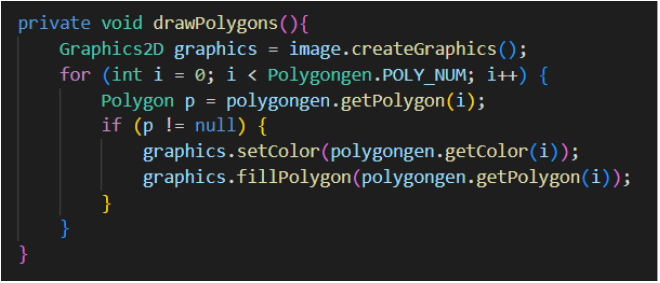 private void drawPolygons(){
    Graphics2D graphics = image.createGraphics();
    for (int i = 0; i < Polygongen.POLY_NUM; i++) {
        Polygon p = polygongen.getPolygon(i);
        if (p != null) {
            graphics.setColor(polygongen.getColor(i));
            graphics.fillPolygon(polygongen.getPolygon(i));
        }
    }
}